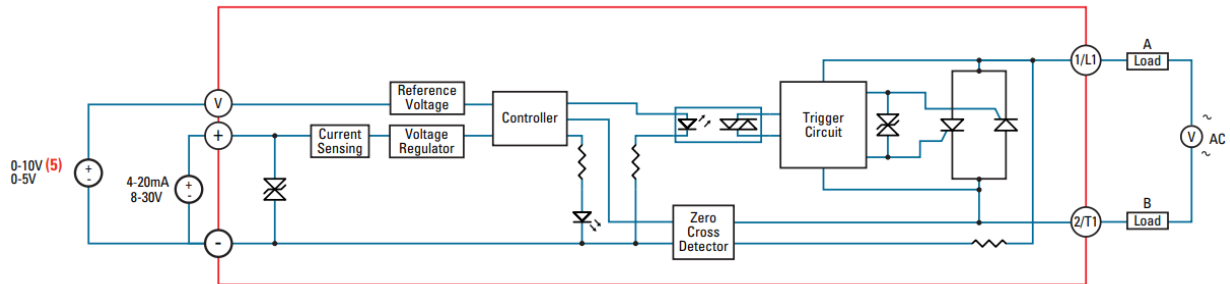 0-10V (5)
0-5V
4-20mA
8-30V
+
-
+
-
V
+
-
Current
Sensing
Reference
Voltage
Voltage
Regulator
Controller
Zero
Cross
Detector
Trigger
Circuit
1/L1
2/T1
A
Load
B
Load
~
V
AC
~